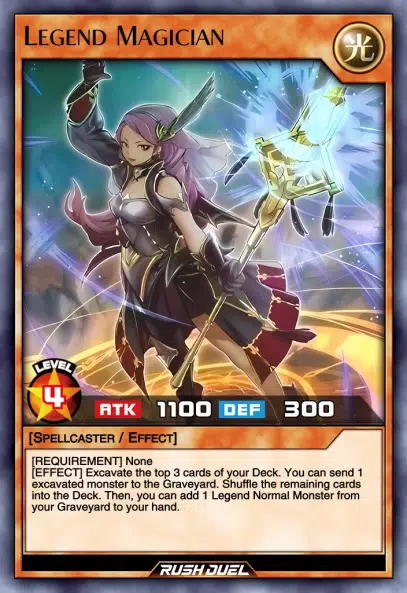 LEGEND MAGICIAN
光
LEVEL
4
ATK 1100 DEF 300
[SPELLCASTER / EFFECT]
[REQUIREMENT] None
[EFFECT] Excavate the top 3 cards of your Deck. You can send 1
excavated monster to the Graveyard. Shuffle the remaining cards
into the Deck. Then, you can add 1 Legend Normal Monster from
your Graveyard to your hand.
RUSH DUEL